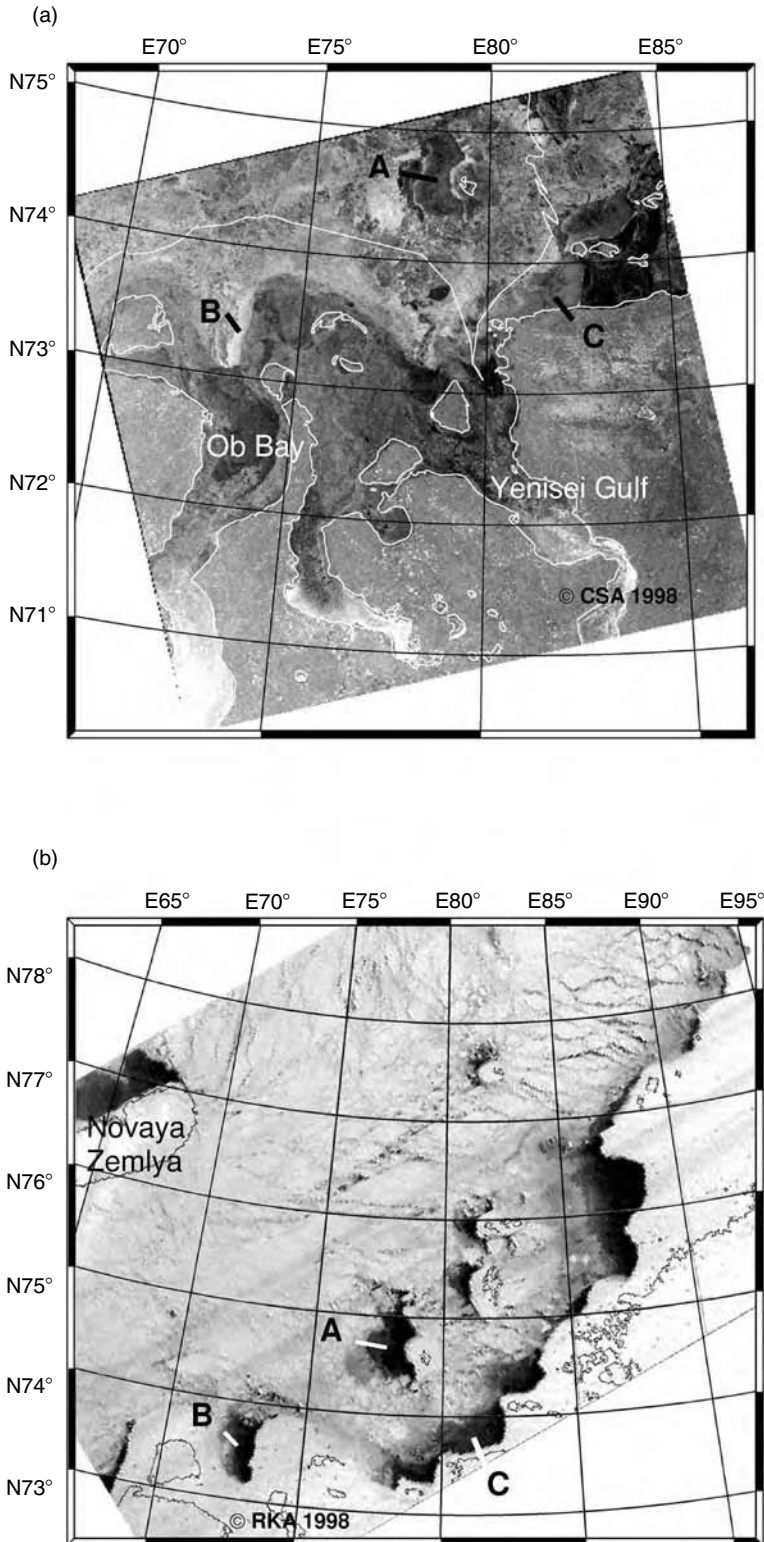 (a)
E70° E75° E80° E85°
N75°
A
N74°
B
C
N73°
Ob Bay
N72°
Yenisei Gulf
© CSA 1998
N71°
(b)
E65° E70° E75° E80° E85° E90° E95°
N78°
N77°
Novaya
Zemlya
N76°
N75°
A
N74°
B
C
N73°
© RKA 1998